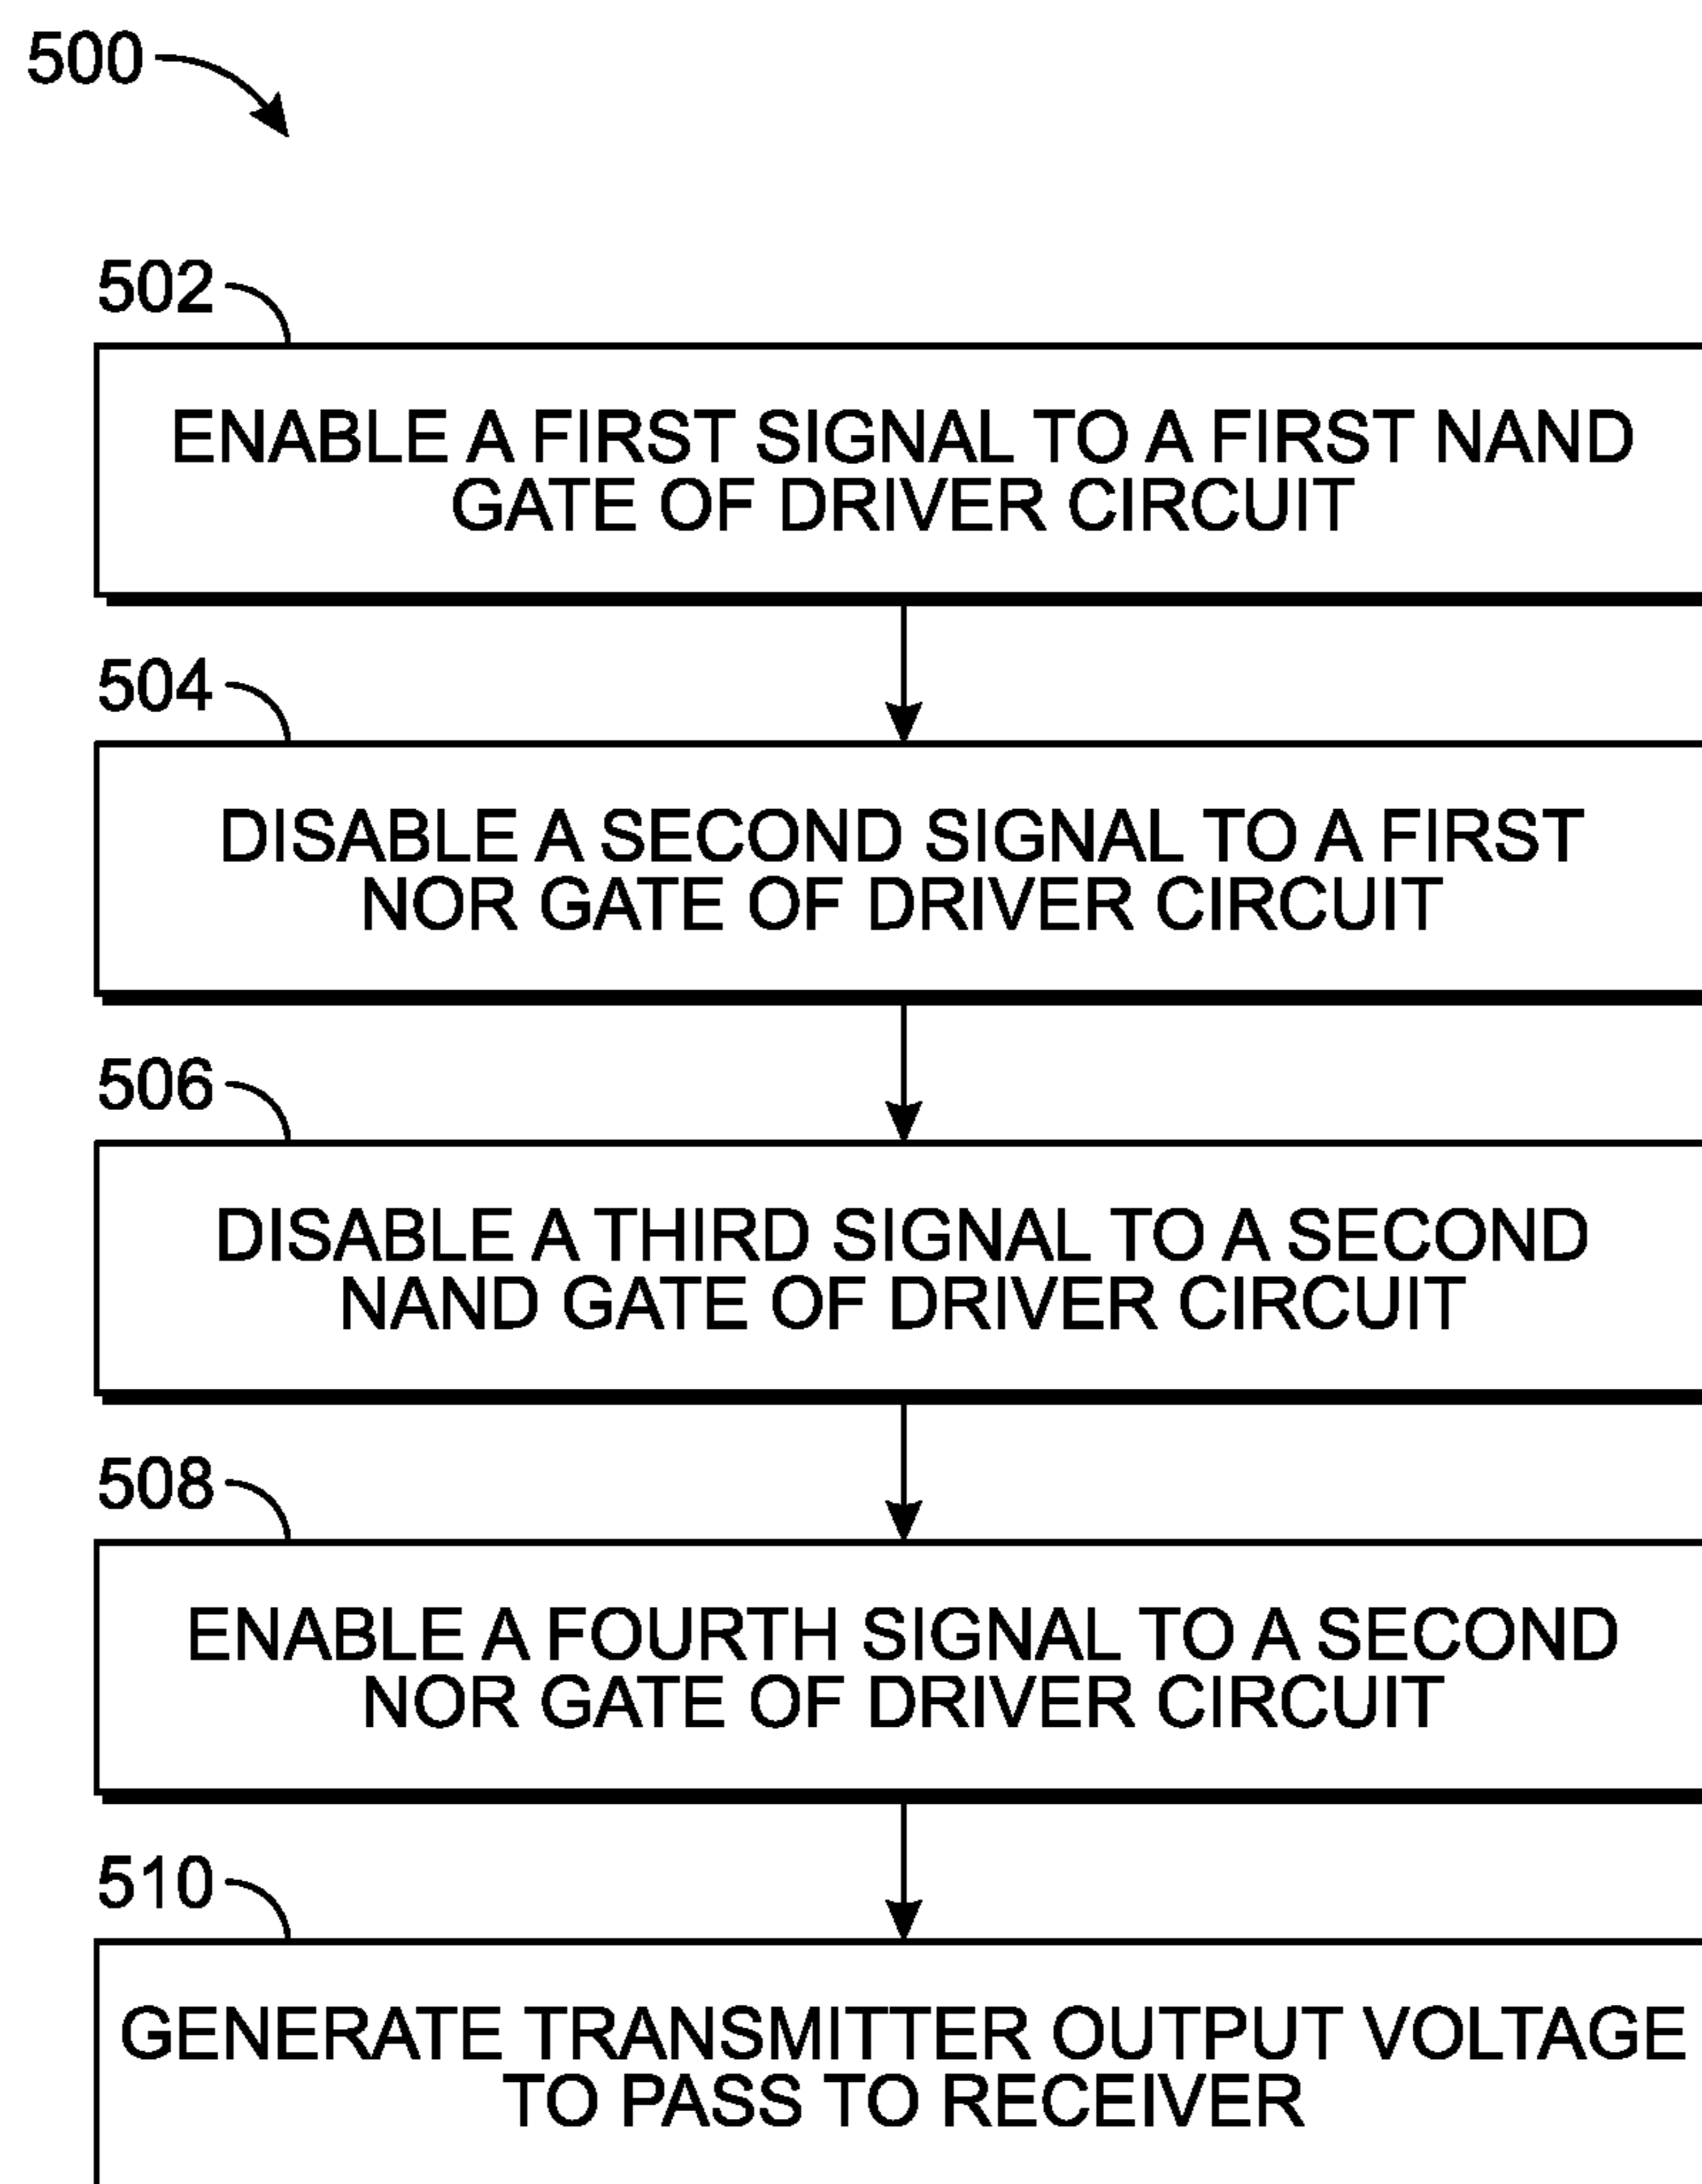 500
502
ENABLE A FIRST SIGNAL TO A FIRST NAND
GATE OF DRIVER CIRCUIT
504
DISABLE A SECOND SIGNAL TO A FIRST
NOR GATE OF DRIVER CIRCUIT
506
DISABLE A THIRD SIGNAL TO A SECOND
NAND GATE OF DRIVER CIRCUIT
508
ENABLE A FOURTH SIGNAL TO A SECOND
NOR GATE OF DRIVER CIRCUIT
510
GENERATE TRANSMITTER OUTPUT VOLTAGE
TO PASS TO RECEIVER